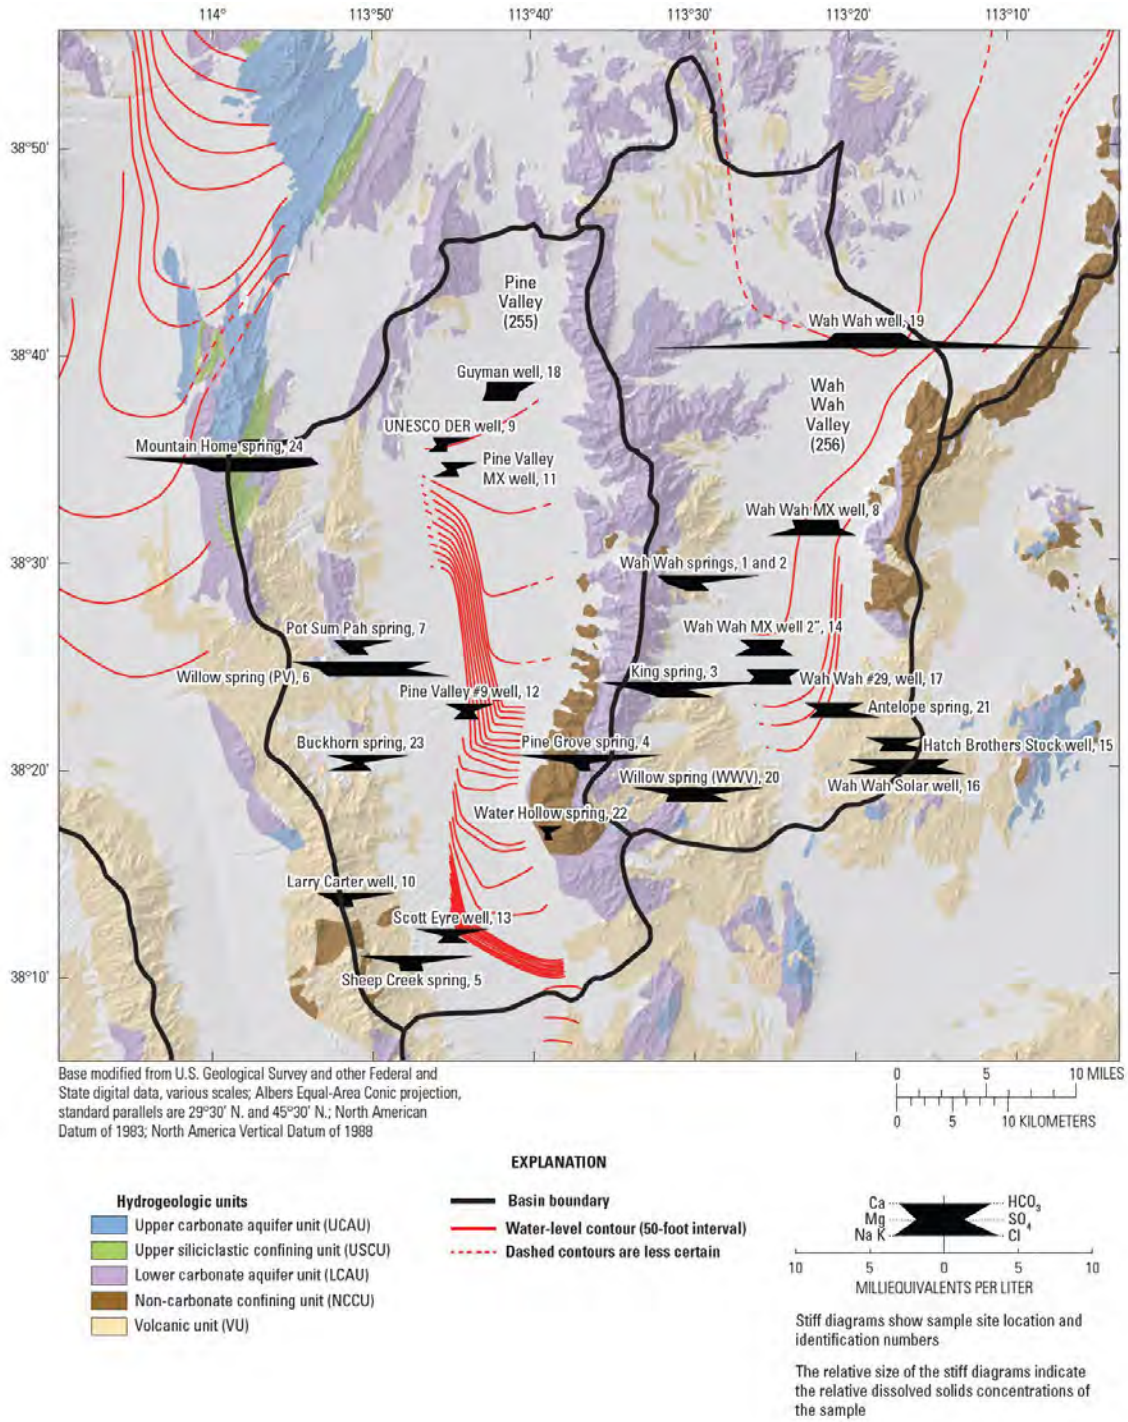 114°
113°50'
113°40'
113°30'
113°20'
113°10'
38°50'
38°40'
38°30'
38°20'
38°10'
Pine
Valley
(255)
Wah Wah well, 19
Guyman well, 18
Wah
Wah
Valley
(256)
UNESCO DER well, 9
Mountain Home spring, 24
Pine Valley
MX well, 11
Wah Wah MX well, 8
Wah Wah springs, 1 and 2
Pot Sum Pah spring, 7
Wah Wah MX well 2", 14
Willow spring (PV), 6
King spring, 3
Wah Wah #29, well, 17
Pine Valley #9 well, 12
Antelope spring, 21
Buckhorn spring, 23
Pine Grove spring, 4
Hatch Brothers Stock well, 15
Willow spring (WWV), 20
Wah Wah Solar well, 16
Water Hollow spring, 22
Larry Carter well, 10
Scott Eyre well, 13
Sheep Creek spring, 5
Base modified from U.S. Geological Survey and other Federal and
State digital data, various scales; Albers Equal-Area Conic projection,
standard parallels are 29°30' N. and 45°30' N.; North American
Datum of 1983; North America Vertical Datum of 1988
0 5 10 MILES
0 5 10 KILOMETERS
EXPLANATION
Hydrogeologic units
Upper carbonate aquifer unit (UCAU)
Upper siliciclastic confining unit (USCU)
Lower carbonate aquifer unit (LCAU)
Non-carbonate confining unit (NCCU)
Volcanic unit (VU)
Basin boundary
Water-level contour (50-foot interval)
Dashed contours are less certain
Ca HCO3
Mg SO4
Na K Cl
10 5 0 5 10
MILLIEQUIVALENTS PER LITER
Stiff diagrams show sample site location and
identification numbers
The relative size of the stiff diagrams indicate
the relative dissolved solids concentrations of
the sample